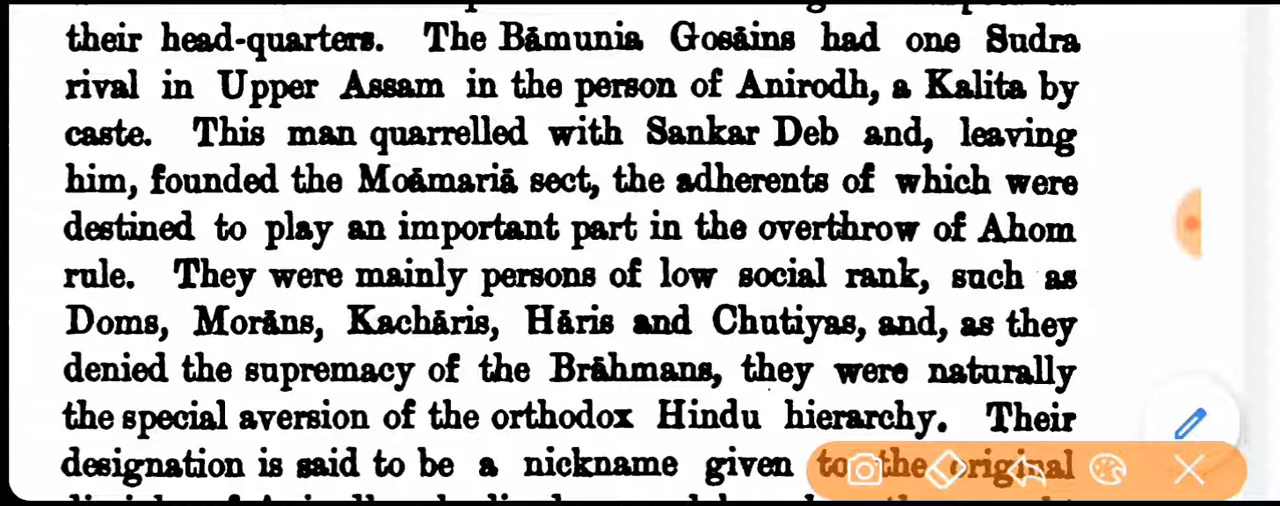 their head-quarters. The Bāmunia Gosāins had one Sudra
rival in Upper Assam in the person of Anirodh, a Kalita by
caste. This man quarrelled with Sankar Deb and, leaving
him, founded the Moāmariā sect, the adherents of which were
destined to play an important part in the overthrow of Ahom
rule. They were mainly persons of low social rank, such as
Doms, Morāns, Kachāris, Hāris and Chutiyas, and, as they
denied the supremacy of the Brāhmans, they were naturally
the special aversion of the orthodox Hindu hierarchy. Their
designation is said to be a nickname given to the original